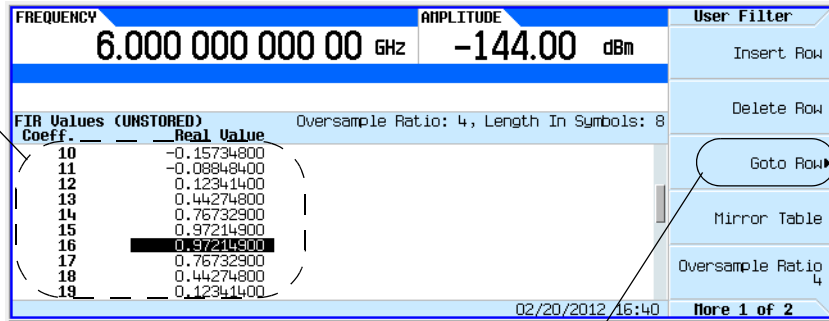 FREQUENCY AMPLITUDE User Filter
6.000 000 000 00 GHz -144.00 dBm Insert Row
Delete Row
FIR Values (UNSTORED) Oversample Ratio: 4, Length In Symbols: 8
Coeff. Real Value
10 -0.15734800
11 -0.08848400
12 0.12341400
13 0.44274800
14 0.76732900
15 0.97214900
16 0.97214900
17 0.76732900
18 0.44274800
19 0.12341400
Goto Row
Mirror Table
Oversample Ratio
4
02/20/2012 16:40 More 1 of 2